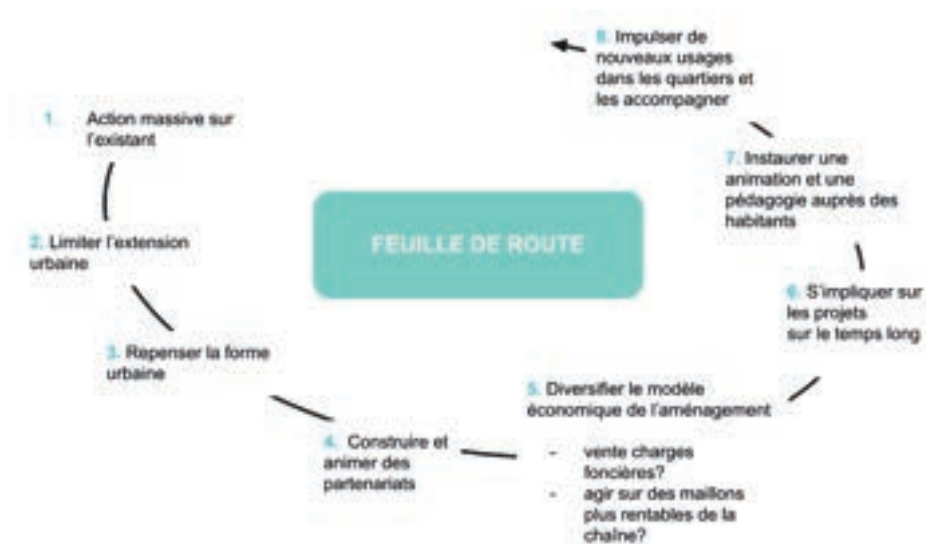 FEUILLE DE ROUTE
1. Action massive sur
l'existant
2. Limiter l'extension
urbaine
3. Repenser la forme
urbaine
4. Construire et
animer des
partenariats
5. Diversifier le modèle
économique de l'aménagement
- vente charges
foncières?
- agir sur des maillons
plus rentables de la
chaîne?
6. S'impliquer sur
les projets
sur le temps long
7. Instaurer une
animation et une
pédagogie auprès des
habitants
8. Impulser de
nouveaux usages
dans les quartiers et
les accompagner